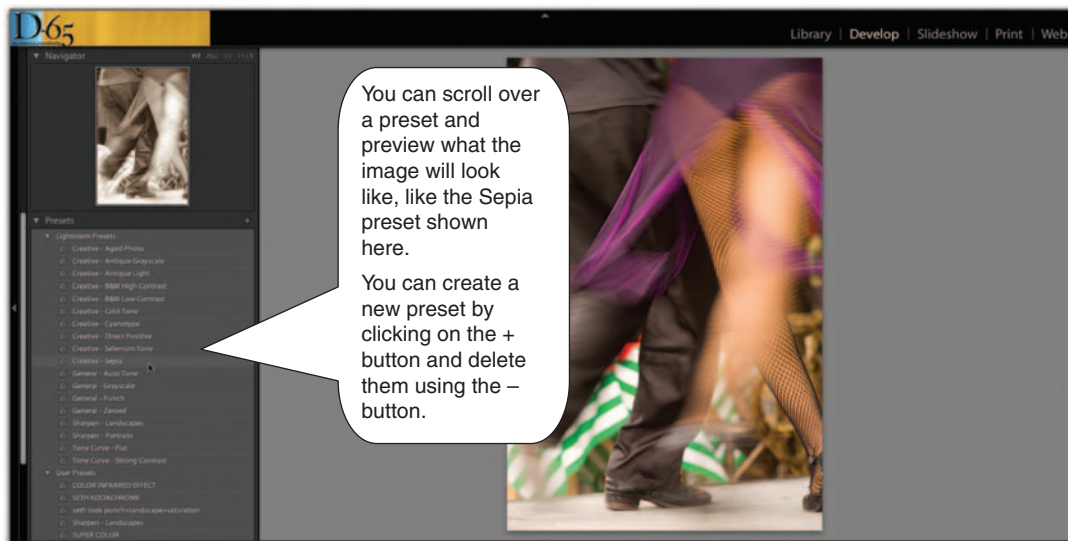 D-65
Library | Develop | Slideshow | Print | Web
Navigator
FIT FILL
You can scroll over
a preset and
preview what the
image will look
like, like the Sepia
preset shown
here.
You can create a
new preset by
clicking on the +
button and delete
them using the –
button.
Presets +
Lightroom Presets
Creative - Aged Photo
Creative - Antique Grayscale
Creative - Antique Light
Creative - B&W High Contrast
Creative - B&W Low Contrast
Creative - Cold Tone
Creative - Cyanotype
Creative - Direct Positive
Creative - Selenium Tone
Creative - Sepia
General - Auto Tone
General - Grayscale
General - Punch
General - Zeroed
Sharpen - Landscapes
Sharpen - Portraits
Tone Curve - Flat
Tone Curve - Strong Contrast
User Presets
COLOR INFRARED EFFECT
SETH KODACHROME
seth look punch+landscape+saturation
Sharpen - Landscapes
SUPER COLOR